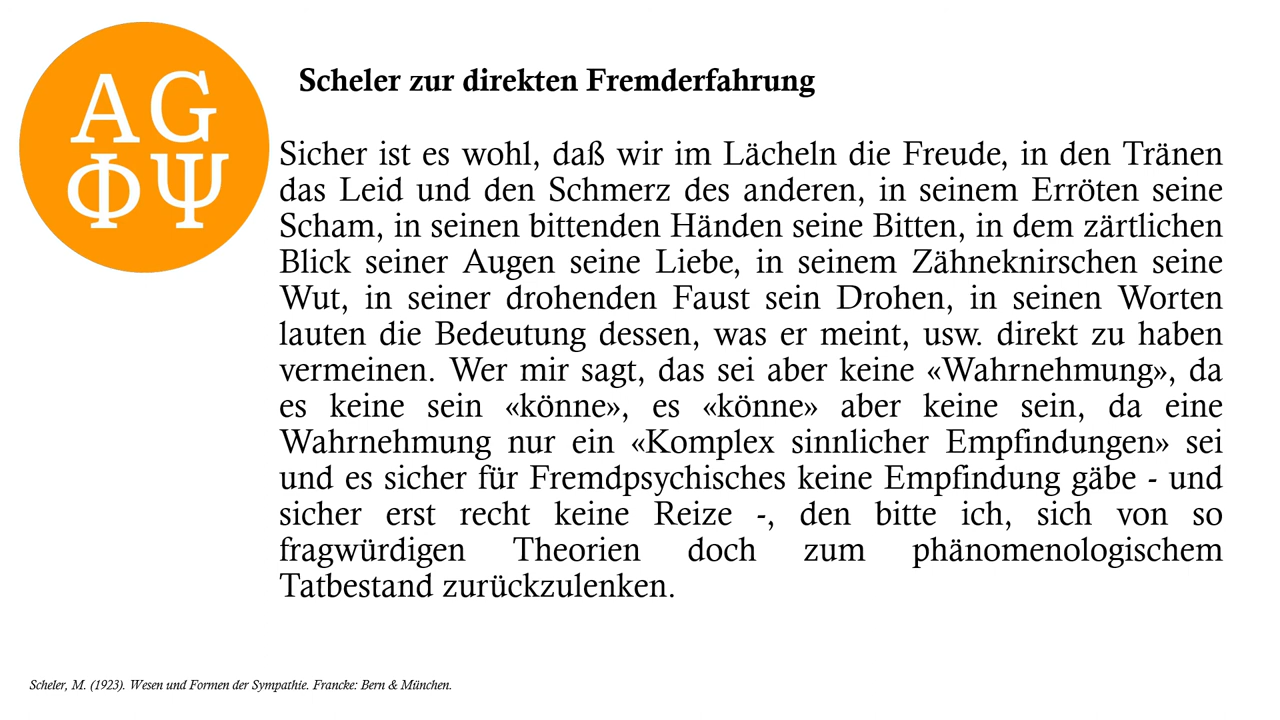 AG
ΦΨ
Scheler zur direkten Fremderfahrung
Sicher ist es wohl, daß wir im Lächeln die Freude, in den Tränen
das Leid und den Schmerz des anderen, in seinem Erröten seine
Scham, in seinen bittenden Händen seine Bitten, in dem zärtlichen
Blick seiner Augen seine Liebe, in seinem Zähneknirschen seine
Wut, in seiner drohenden Faust sein Drohen, in seinen Worten
lauten die Bedeutung dessen, was er meint, usw. direkt zu haben
vermeinen. Wer mir sagt, das sei aber keine «Wahrnehmung», da
es keine sein «könne», es «könne» aber keine sein, da eine
Wahrnehmung nur ein «Komplex sinnlicher Empfindungen» sei
und es sicher für Fremdpsychisches keine Empfindung gäbe - und
sicher erst recht keine Reize -, den bitte ich, sich von so
fragwürdigen Theorien doch zum phänomenologischem
Tatbestand zurückzulenken.
Scheler, M. (1923). Wesen und Formen der Sympathie. Francke: Bern & München.